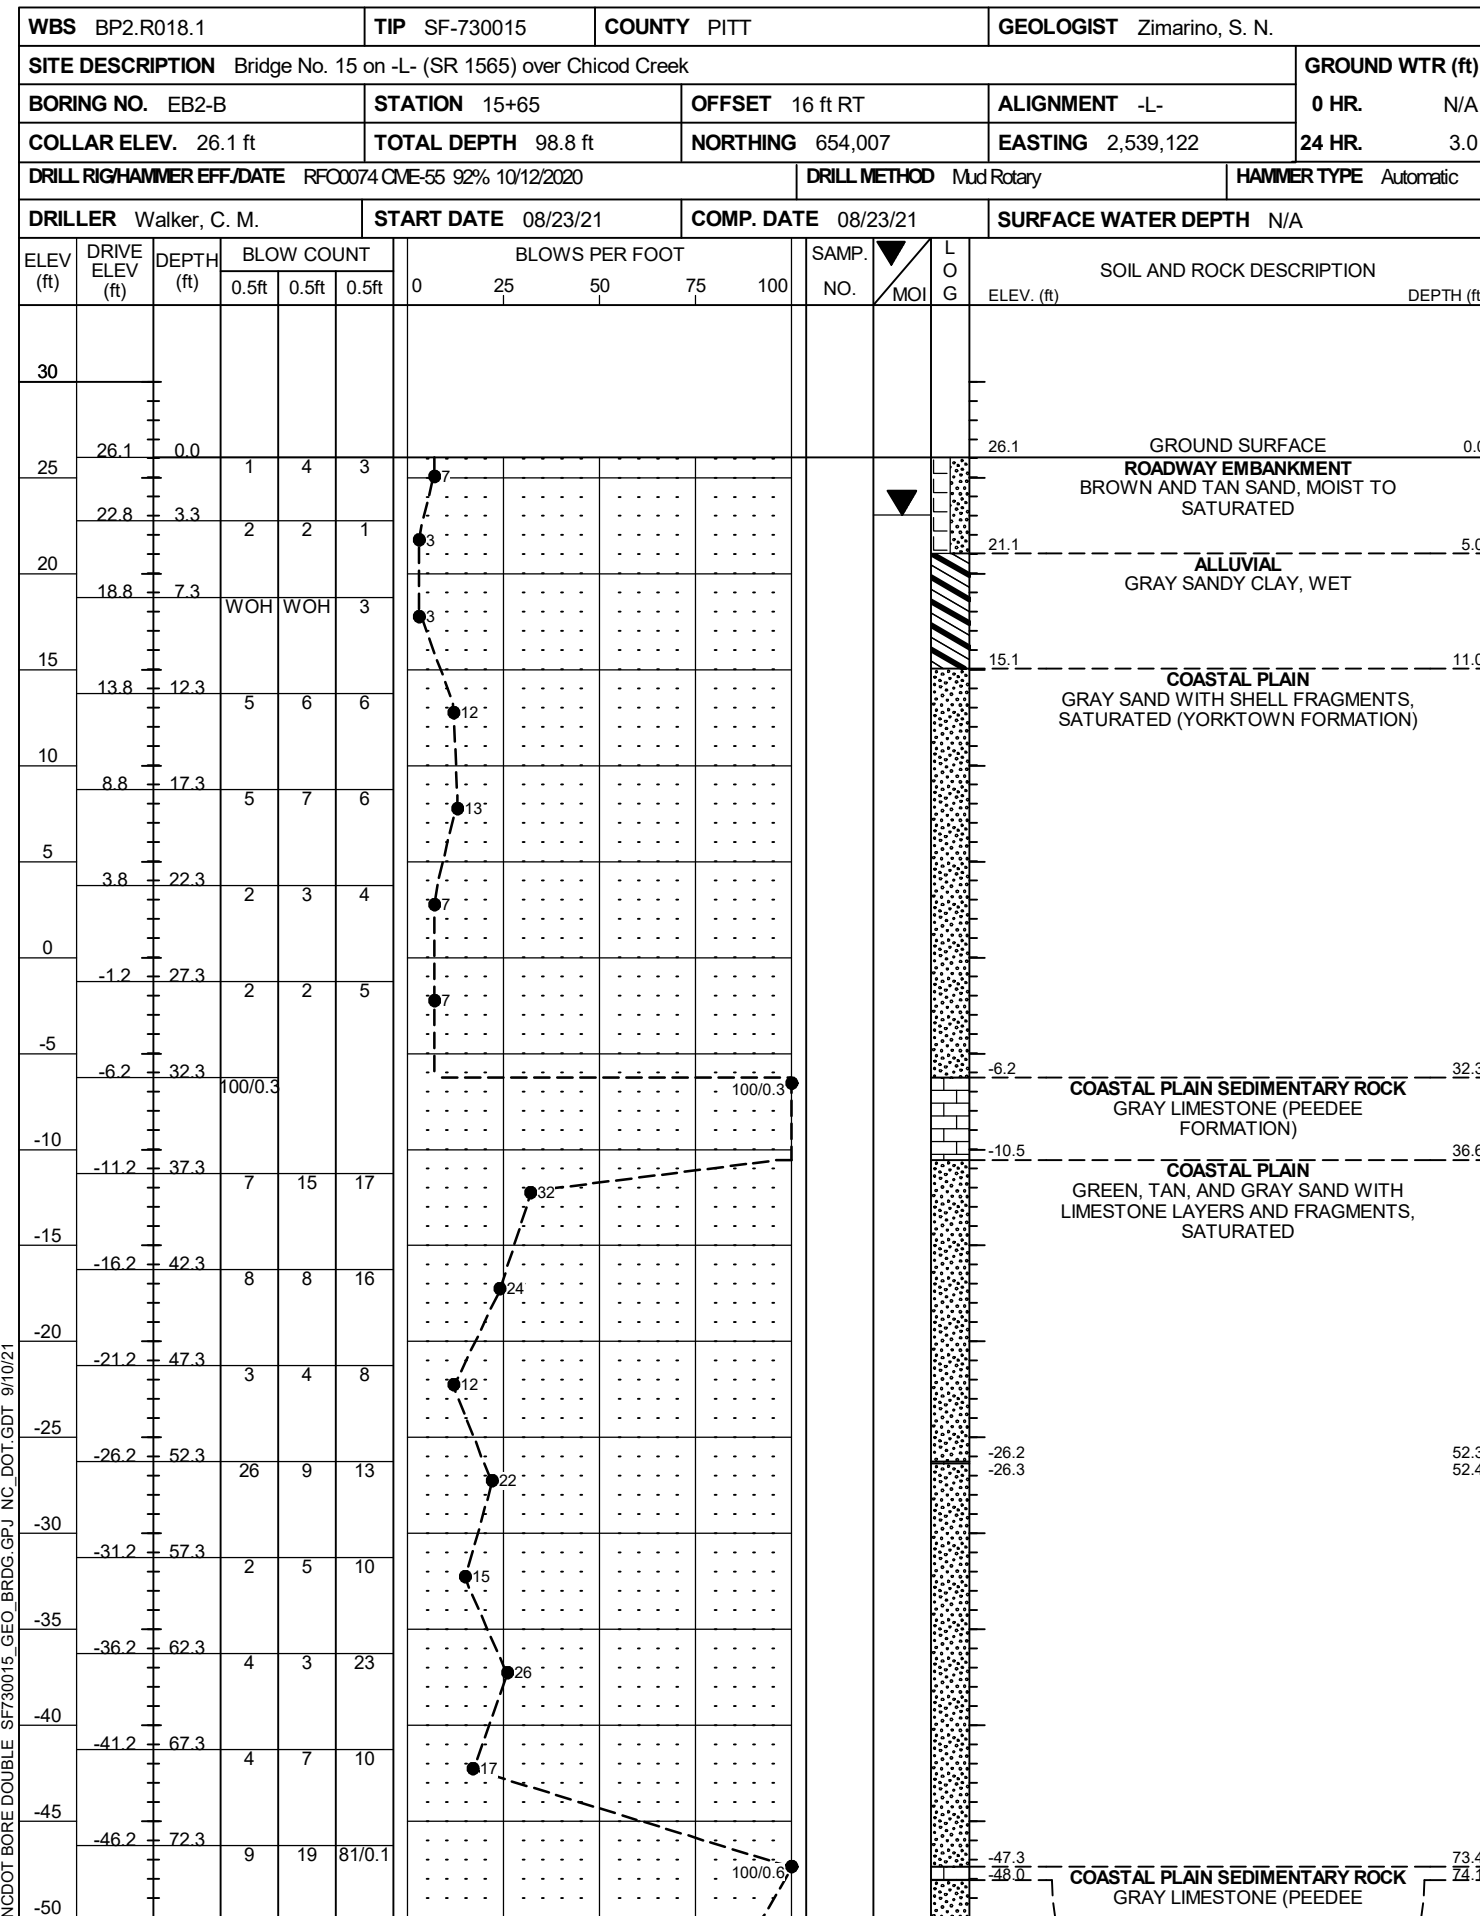 WBS BP2.R018.1 TIP SF-730015 COUNTY PITT GEOLOGIST Zimarino, S. N.
SITE DESCRIPTION Bridge No. 15 on -L- (SR 1565) over Chicod Creek GROUND WTR (ft)
BORING NO. EB2-B STATION 15+65 OFFSET 16 ft RT ALIGNMENT -L- 0 HR. N/A
COLLAR ELEV. 26.1 ft TOTAL DEPTH 98.8 ft NORTHING 654,007 EASTING 2,539,122 24 HR. 3.0
DRILL RIG/HAMMER EFF./DATE RFO0074 CME-55 92% 10/12/2020 DRILL METHOD Mud Rotary HAMMER TYPE Automatic
DRILLER Walker, C. M. START DATE 08/23/21 COMP. DATE 08/23/21 SURFACE WATER DEPTH N/A
ELEV (ft) DRIVE ELEV (ft) DEPTH (ft) BLOW COUNT BLOWS PER FOOT SAMP. NO. MOI LOG SOIL AND ROCK DESCRIPTION
0.5ft 0.5ft 0.5ft 0 25 50 75 100 ELEV. (ft) DEPTH (ft
30
26.1 0.0 26.1 GROUND SURFACE 0.0
25 1 4 3 7 ROADWAY EMBANKMENT
BROWN AND TAN SAND, MOIST TO
SATURATED
22.8 3.3
2 2 1 3
21.1 5.0
20 ALLUVIAL
GRAY SANDY CLAY, WET
18.8 7.3
WOH WOH 3 3
15 15.1 11.0
COASTAL PLAIN
13.8 12.3 GRAY SAND WITH SHELL FRAGMENTS,
5 6 6 12 SATURATED (YORKTOWN FORMATION)
10
8.8 17.3
5 7 6 13
5
3.8 22.3
2 3 4 7
0
-1.2 27.3
2 2 5 7
-5
-6.2 32.3 -6.2 32.3
100/0.3 100/0.3 COASTAL PLAIN SEDIMENTARY ROCK
GRAY LIMESTONE (PEEDEE
FORMATION)
-10 -10.5 36.6
-11.2 37.3 COASTAL PLAIN
7 15 17 32 GREEN, TAN, AND GRAY SAND WITH
LIMESTONE LAYERS AND FRAGMENTS,
SATURATED
-15
-16.2 42.3
8 8 16 24
-20
-21.2 47.3
3 4 8 12
-25
-26.2 52.3 -26.2 52.3
26 9 13 22 -26.3 52.4
-30
-31.2 57.3
2 5 10 15
-35
-36.2 62.3
4 3 23 26
-40
-41.2 67.3
4 7 10 17
-45
-46.2 72.3
9 19 81/0.1 100/0.6 -47.3 73.4
-48.0 COASTAL PLAIN SEDIMENTARY ROCK 74.1
GRAY LIMESTONE (PEEDEE
-50
NCDOT BORE DOUBLE SF730015_GEO_BRDG.GPJ NC_DOT.GDT 9/10/21